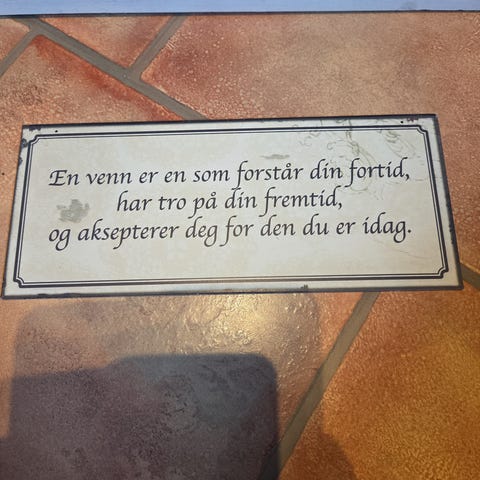 En venn er en som forstår din fortid,
har tro på din fremtid,
og aksepterer deg for den du er idag.